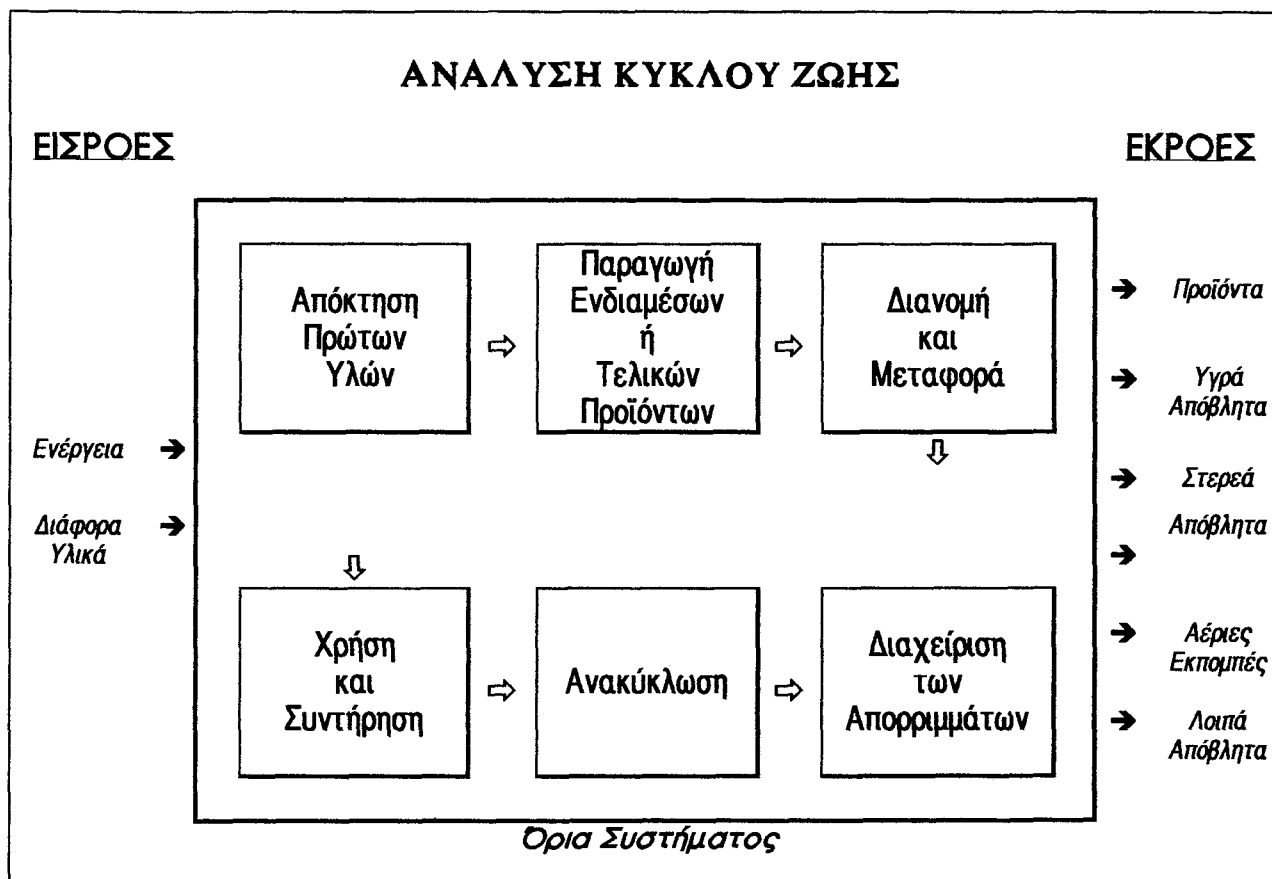 ΑΝΑΛΥΣΗ ΚΥΚΛΟΥ ΖΩΗΣ
ΕΙΣΡΟΕΣ
ΕΚΡΟΕΣ
Ενέργεια
Διάφορα
Υλικά
Απόκτηση
Πρώτων
Υλών
Παραγωγή
Ενδιαμέσων
ή
Τελικών
Προϊόντων
Διανομή
και
Μεταφορά
Χρήση
και
Συντήρηση
Ανακύκλωση
Διαχείριση
των
Απορριμμάτων
Προϊόντα
Υγρά
Απόβλητα
Στερεά
Απόβλητα
Αέριες
Εκπομπές
Λοιπά
Απόβλητα
Όρια Συστήματος